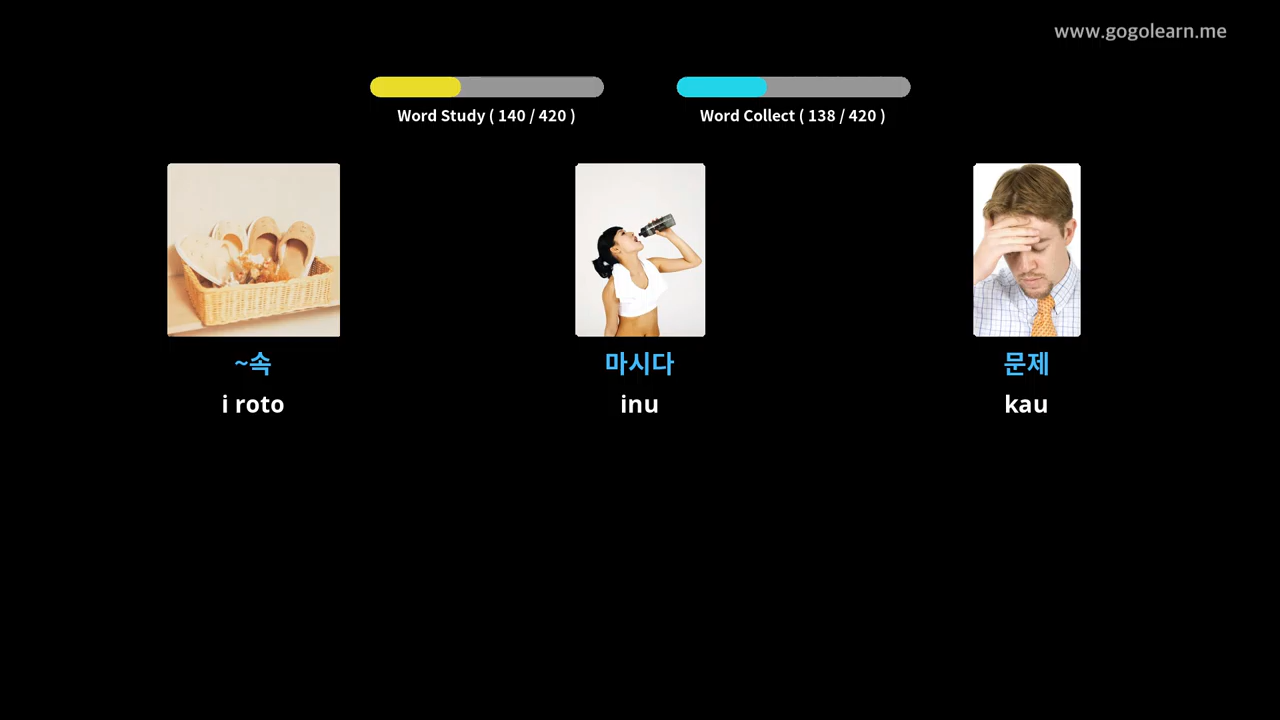 www.gogolearn.me
Word Study ( 140 / 420 )
Word Collect ( 138 / 420 )
~속
i roto
마시다
inu
문제
kau